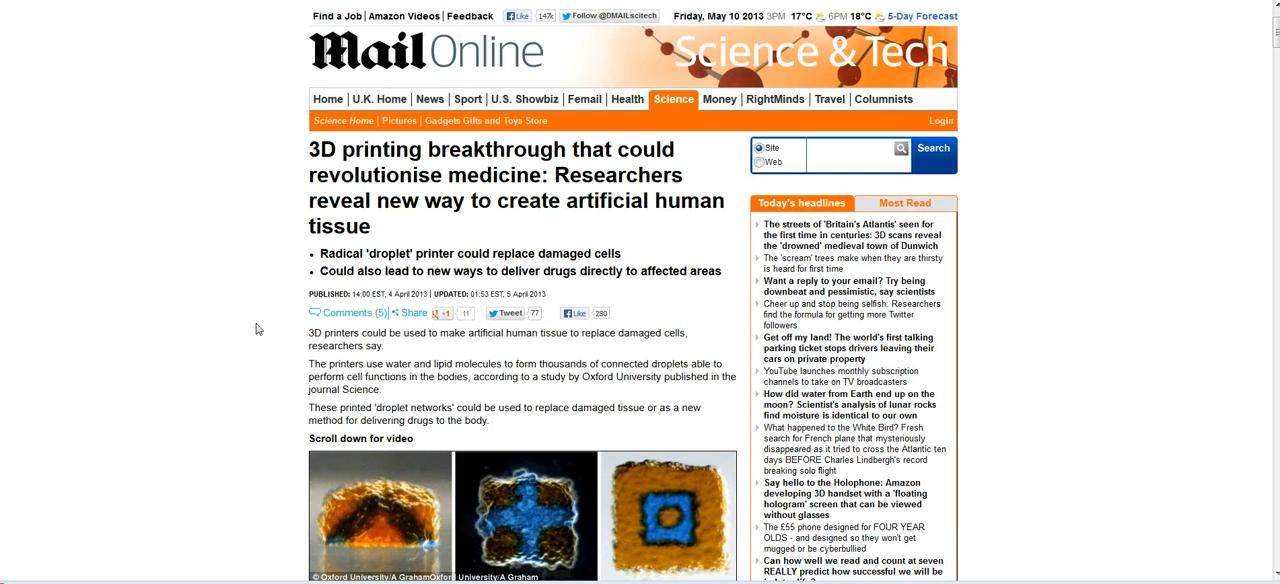 Find a Job | Amazon Videos | Feedback Like 147k Follow @DMAILscitech Friday, May 10 2013 3PM 17°C 6PM 18°C 5-Day Forecast
Mail Online Science & Tech
Home | U.K. Home | News | Sport | U.S. Showbiz | Femail | Health | Science | Money | RightMinds | Travel | Columnists
Science Home | Pictures | Gadgets Gifts and Toys Store Login
3D printing breakthrough that could
revolutionise medicine: Researchers
reveal new way to create artificial human
tissue
• Radical 'droplet' printer could replace damaged cells
• Could also lead to new ways to deliver drugs directly to affected areas
PUBLISHED: 14:00 EST, 4 April 2013 | UPDATED: 01:53 EST, 5 April 2013
Comments (5) | Share +1 11 Tweet 77 Like 280
3D printers could be used to make artificial human tissue to replace damaged cells,
researchers say.
The printers use water and lipid molecules to form thousands of connected droplets able to
perform cell functions in the bodies, according to a study by Oxford University published in the
journal Science.
These printed 'droplet networks' could be used to replace damaged tissue or as a new
method for delivering drugs to the body.
Scroll down for video
© Oxford University/A GrahamOxford University/A Graham
Site
Web
Search
Today's headlines Most Read
The streets of 'Britain's Atlantis' seen for
the first time in centuries: 3D scans reveal
the 'drowned' medieval town of Dunwich
The 'scream' trees make when they are thirsty
is heard for first time
Want a reply to your email? Try being
downbeat and pessimistic, say scientists
Cheer up and stop being selfish: Researchers
find the formula for getting more Twitter
followers
Get off my land! The world's first talking
parking ticket stops drivers leaving their
cars on private property
YouTube launches monthly subscription
channels to take on TV broadcasters
How did water from Earth end up on the
moon? Scientist's analysis of lunar rocks
find moisture is identical to our own
What happened to the White Bird? Fresh
search for French plane that mysteriously
disappeared as it tried to cross the Atlantic ten
days BEFORE Charles Lindbergh's record
breaking solo flight
Say hello to the Holophone: Amazon
developing 3D handset with a 'floating
hologram' screen that can be viewed
without glasses
The £55 phone designed for FOUR YEAR
OLDS - and designed so they won't get
mugged or be cyberbullied
Can how well we read and count at seven
REALLY predict how successful we will be